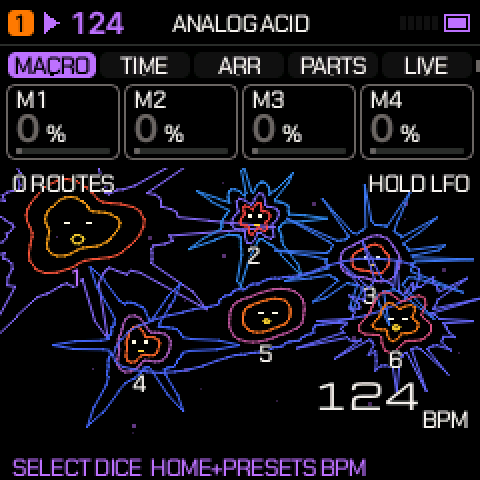 1 124 ANALOG ACID
MACRO TIME ARR PARTS LIVE
M1 M2 M3 M4
0 % 0 % 0 % 0 %
0 ROUTES HOLD LFO
2
1
3
5
6
4
124
BPM
SELECT DICE HOME+PRESETS BPM